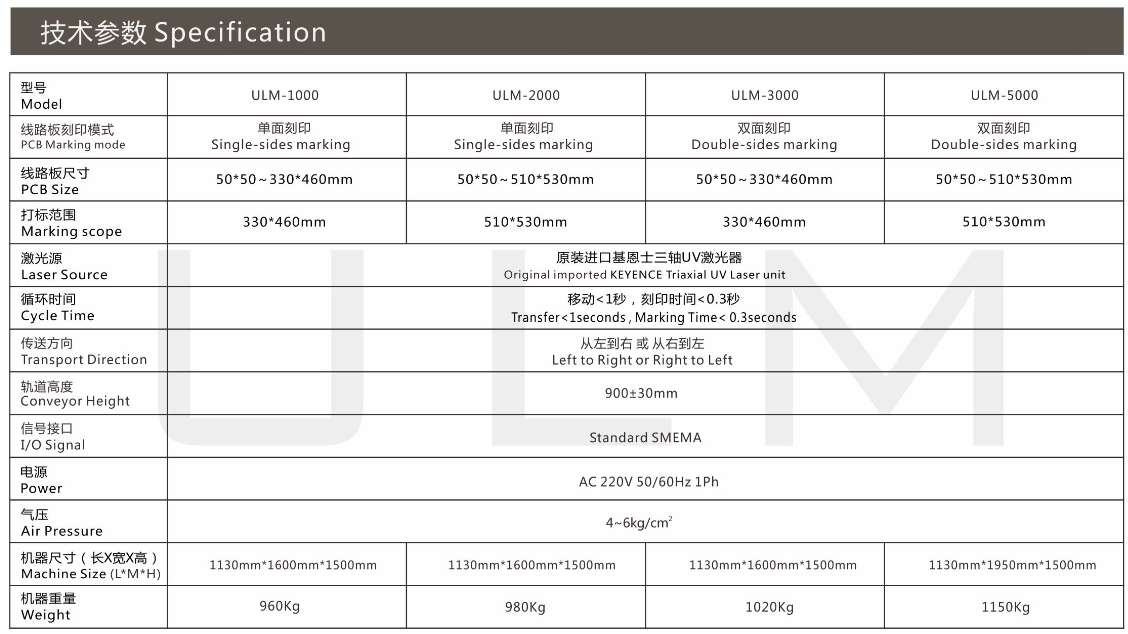 技术参数 Specification
型号
Model
ULM-1000
ULM-2000
ULM-3000
ULM-5000
线路板刻印模式
PCB Marking mode
单面刻印
Single-sides marking
单面刻印
Single-sides marking
双面刻印
Double-sides marking
双面刻印
Double-sides marking
线路板尺寸
PCB Size
50*50~330*460mm
50*50~510*530mm
50*50~330*460mm
50*50~510*530mm
打标范围
Marking scope
330*460mm
510*530mm
330*460mm
510*530mm
激光源
Laser Source
原装进口基恩士三轴UV激光器
Original imported KEYENCE Triaxial UV Laser unit
循环时间
Cycle Time
移动<1秒，刻印时间<0.3秒
Transfer<1seconds , Marking Time< 0.3seconds
传送方向
Transport Direction
从左到右 或 从右到左
Left to Right or Right to Left
轨道高度
Conveyor Height
900±30mm
信号接口
I/O Signal
Standard SMEMA
电源
Power
AC 220V 50/60Hz 1Ph
气压
Air Pressure
4~6kg/cm²
机器尺寸（长X宽X高）
Machine Size (L*M*H)
1130mm*1600mm*1500mm
1130mm*1600mm*1500mm
1130mm*1600mm*1500mm
1130mm*1950mm*1500mm
机器重量
Weight
960Kg
980Kg
1020Kg
1150Kg
ULM